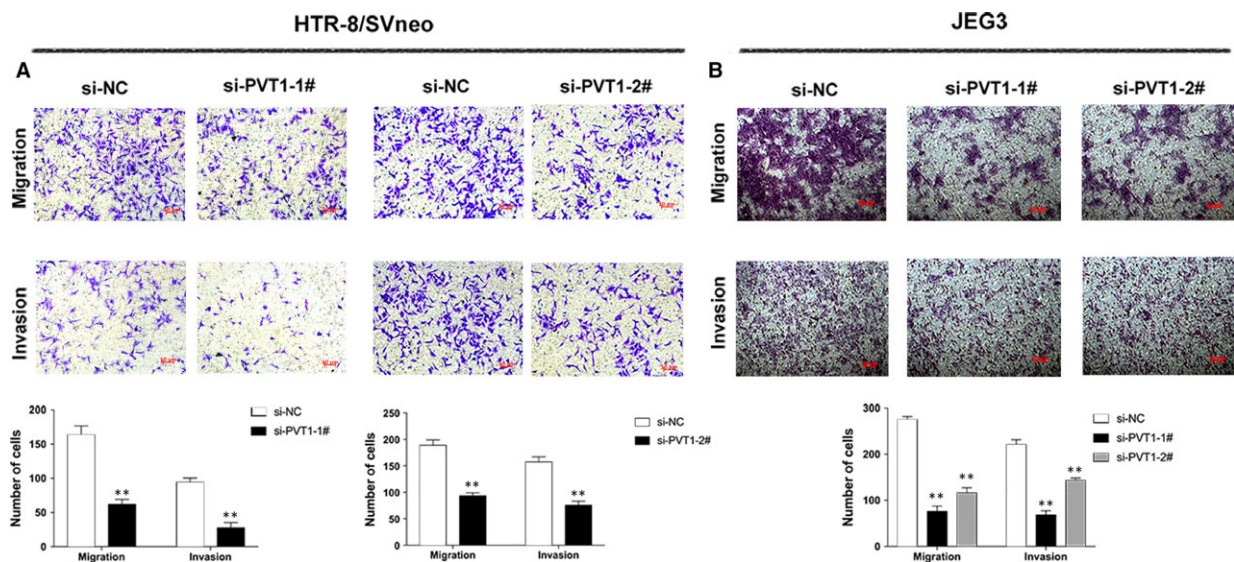 HTR-8/SVneo
JEG3
A
B
si-NC
si-PVT1-1#
si-NC
si-PVT1-2#
si-NC
si-PVT1-1#
si-PVT1-2#
Migration
Migration
Invasion
Invasion
Number of cells
200
150
100
50
0
Migration
Invasion
si-NC
si-PVT1-1#
**
**
Number of cells
250
200
150
100
50
0
Migration
Invasion
si-NC
si-PVT1-2#
**
**
Number of cells
300
200
100
0
Migration
Invasion
si-NC
si-PVT1-1#
si-PVT1-2#
**
**
**
**